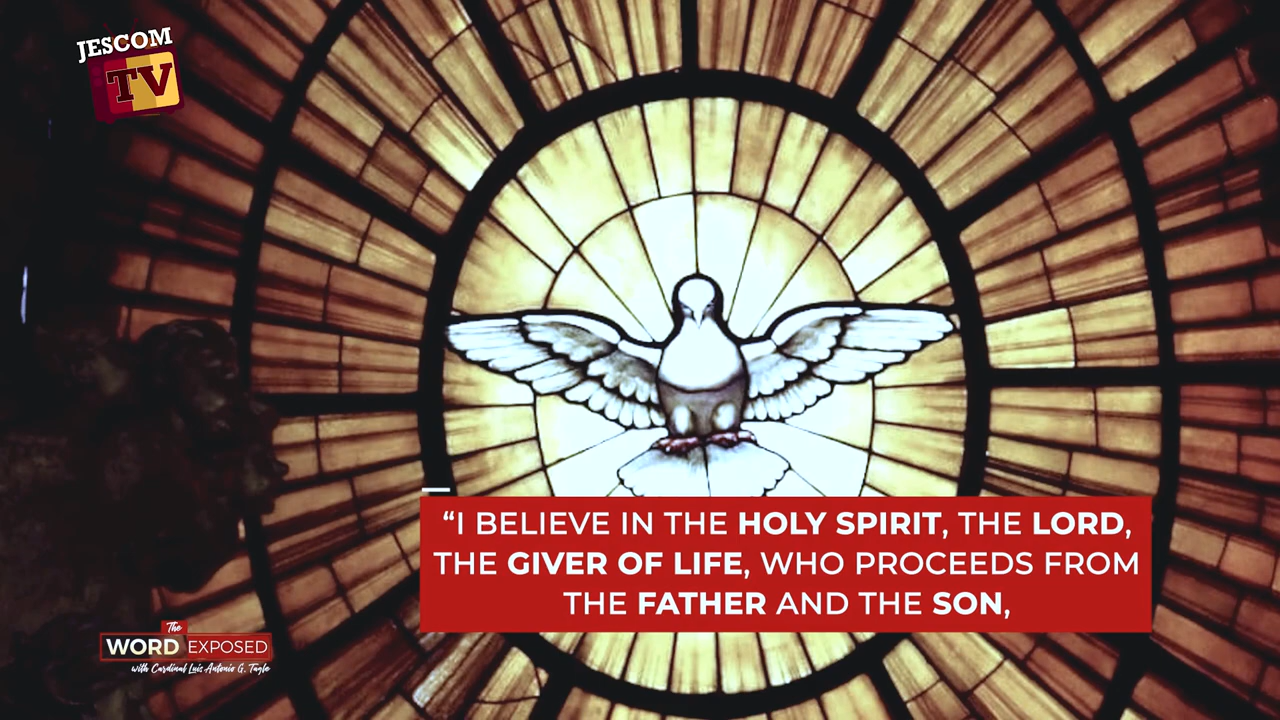 JESCOM
TV
“I BELIEVE IN THE HOLY SPIRIT, THE LORD,
THE GIVER OF LIFE, WHO PROCEEDS FROM
THE FATHER AND THE SON,
The
WORD EXPOSED
with Cardinal Luis Antonio G. Tagle